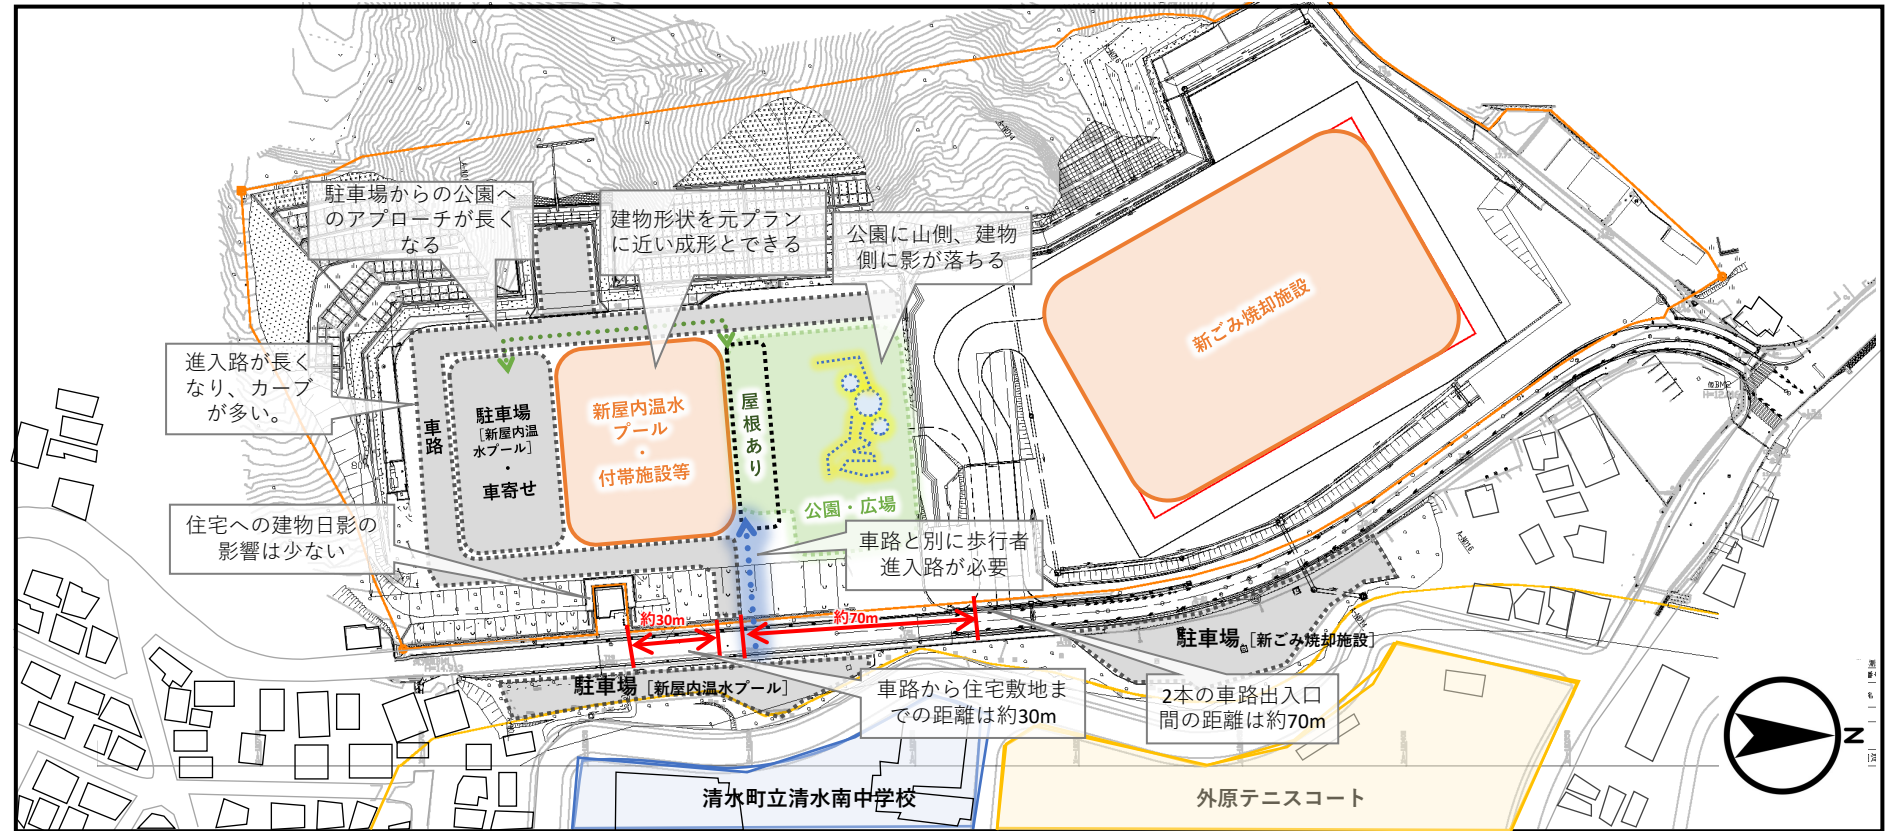 駐車場からの公園へ
のアプローチが長く
なる
建物形状を元プラン
に近い成形とできる
公園に山側、建物
側に影が落ちる
新ごみ焼却施設
進入路が長く
なり、カーブ
が多い。
車路
駐車場
[新屋内温
水プール]
・
車寄せ
新屋内温水
プール
・
付帯施設等
屋根あり
公園・広場
住宅への建物日影の
影響は少ない
車路と別に歩行者
進入路が必要
約30m
約70m
駐車場 [新ごみ焼却施設]
駐車場 [新屋内温水プール]
車路から住宅敷地ま
での距離は約30m
2本の車路出入口
間の距離は約70m
N
清水町立清水南中学校
外原テニスコート